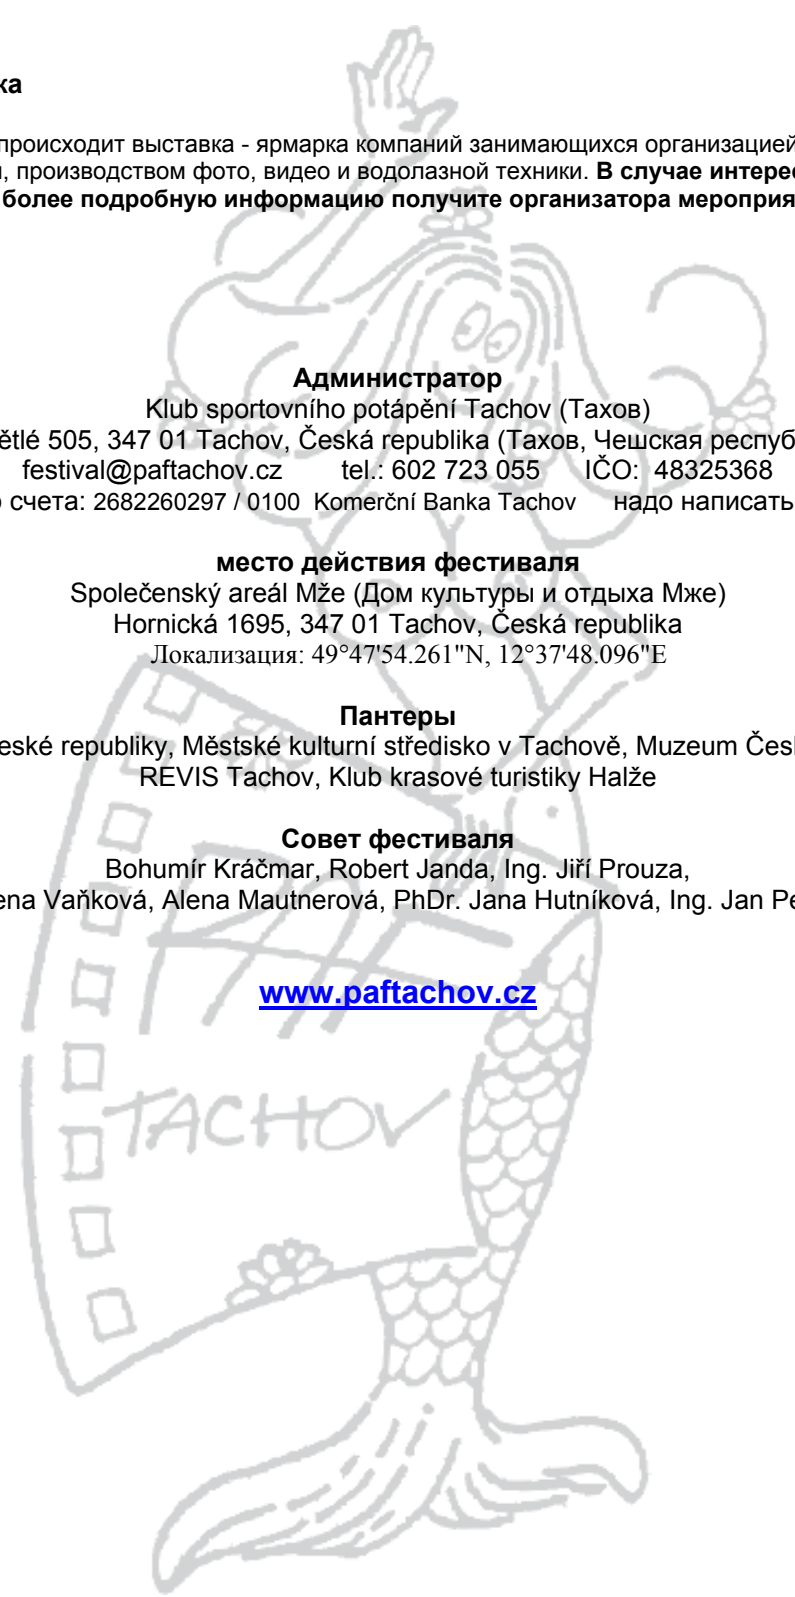 ка
происходит выставка - ярмарка компаний занимающихся организацией
, производством фото, видео и водолазной техники. В случае интерес
более подробную информацию получите организатора мероприя
Администратор
Klub sportovního potápění Tachov (Тахов)
ětlé 505, 347 01 Tachov, Česká republika (Тахов, Чешская респуб
festival@paftachov.cz tel.: 602 723 055 IČO: 48325368
счета: 2682260297 / 0100 Komerční Banka Tachov надо написать
место действия фестиваля
Společenský areál Mže (Дом культуры и отдыха Мже)
Hornická 1695, 347 01 Tachov, Česká republika
Локализация: 49°47'54.261"N, 12°37'48.096"E
Пантеры
eské republiky, Městské kulturní středisko v Tachově, Muzeum Česk
REVIS Tachov, Klub krasové turistiky Halže
Совет фестиваля
Bohumír Kráčmar, Robert Janda, Ing. Jiří Prouza,
ena Vaňková, Alena Mautnerová, PhDr. Jana Hutníková, Ing. Jan Pe
PAF
www.paftachov.cz
TACHOV